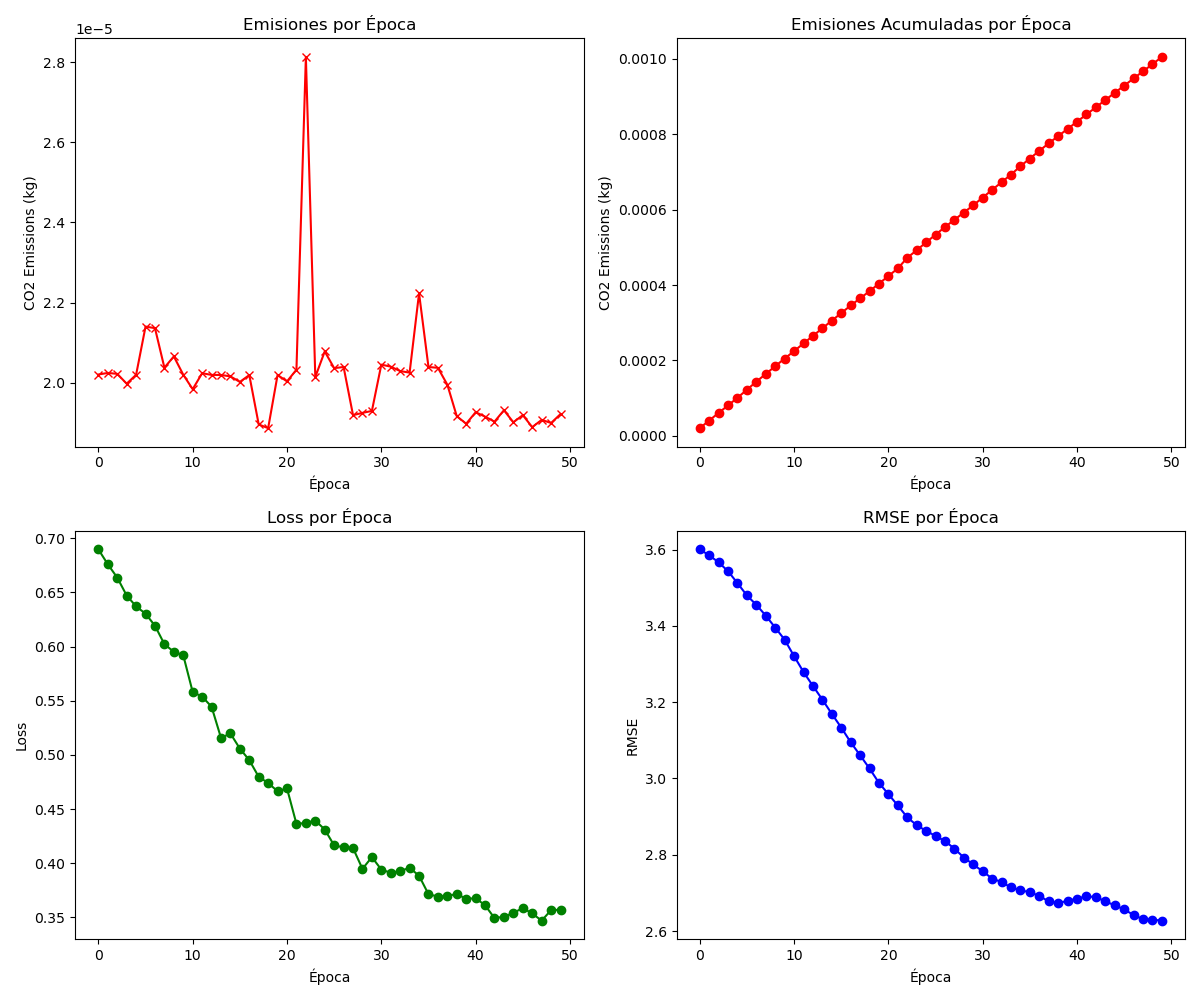 Emisiones por Época
1e−5
2.8
2.6
2.4
2.2
2.0
CO2 Emissions (kg)
0 10 20 30 40 50
Época
Emisiones Acumuladas por Época
0.0010
0.0008
0.0006
0.0004
0.0002
0.0000
CO2 Emissions (kg)
0 10 20 30 40 50
Época
Loss por Época
0.70
0.65
0.60
0.55
0.50
0.45
0.40
0.35
Loss
0 10 20 30 40 50
Época
RMSE por Época
3.6
3.4
3.2
3.0
2.8
2.6
RMSE
0 10 20 30 40 50
Época